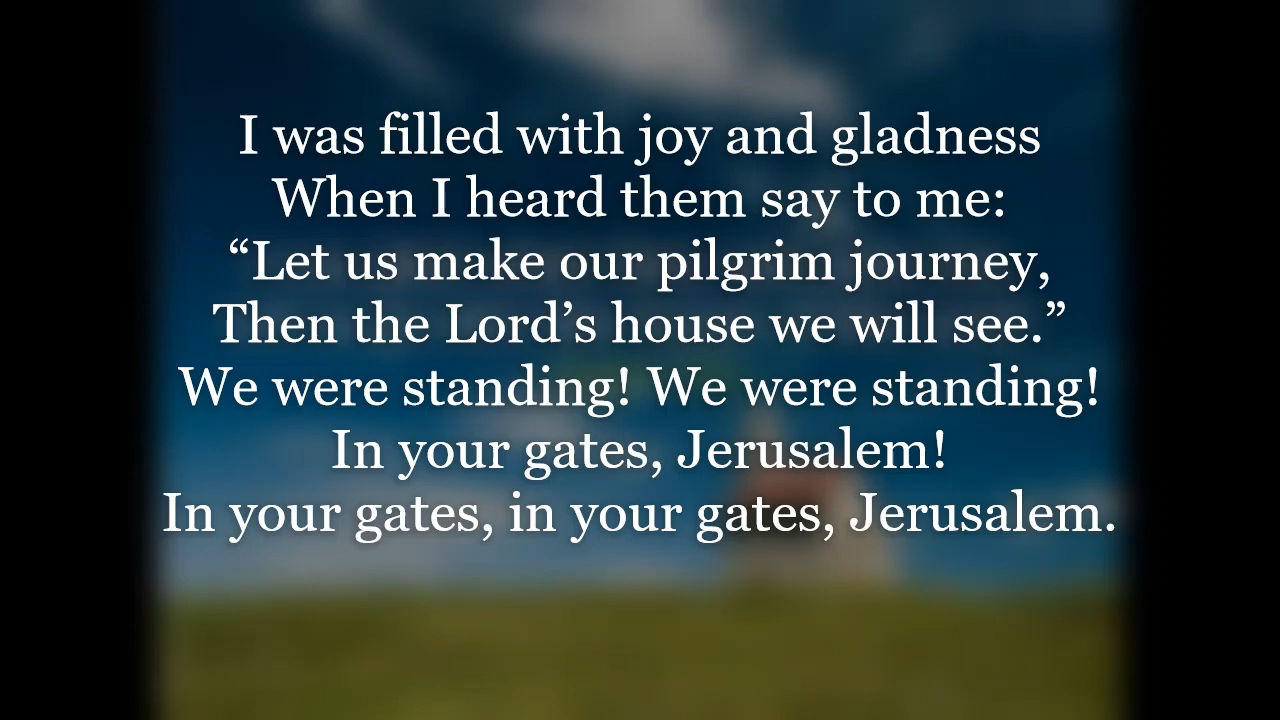 I was filled with joy and gladness
When I heard them say to me:
“Let us make our pilgrim journey,
Then the Lord’s house we will see.”
We were standing! We were standing!
In your gates, Jerusalem!
In your gates, in your gates, Jerusalem.